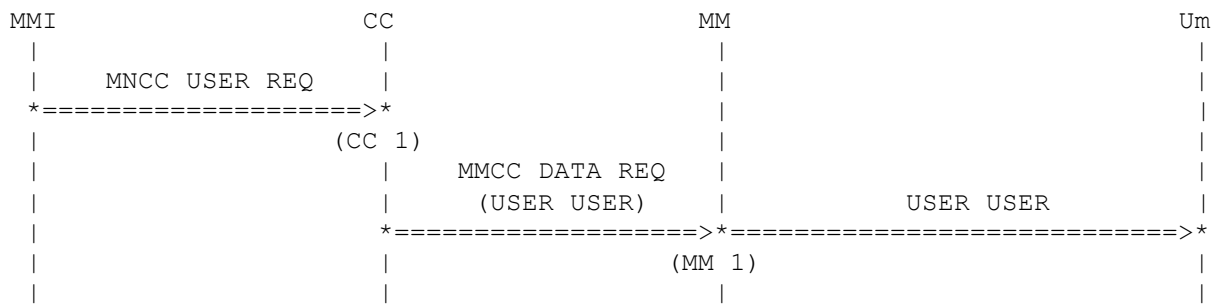 MMI CC MM Um
MNCC USER REQ
(CC 1)
MMCC DATA REQ
(USER USER) USER USER
(MM 1)